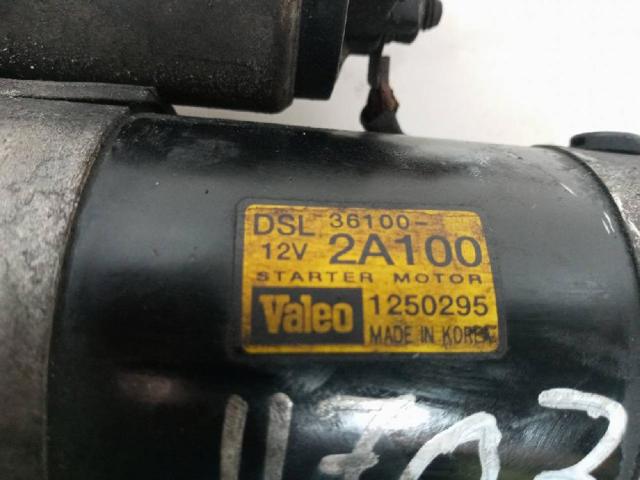 DSL 36100-
12V 2A100
STARTER MOTOR
Valeo 1250295
MADE IN KOREA